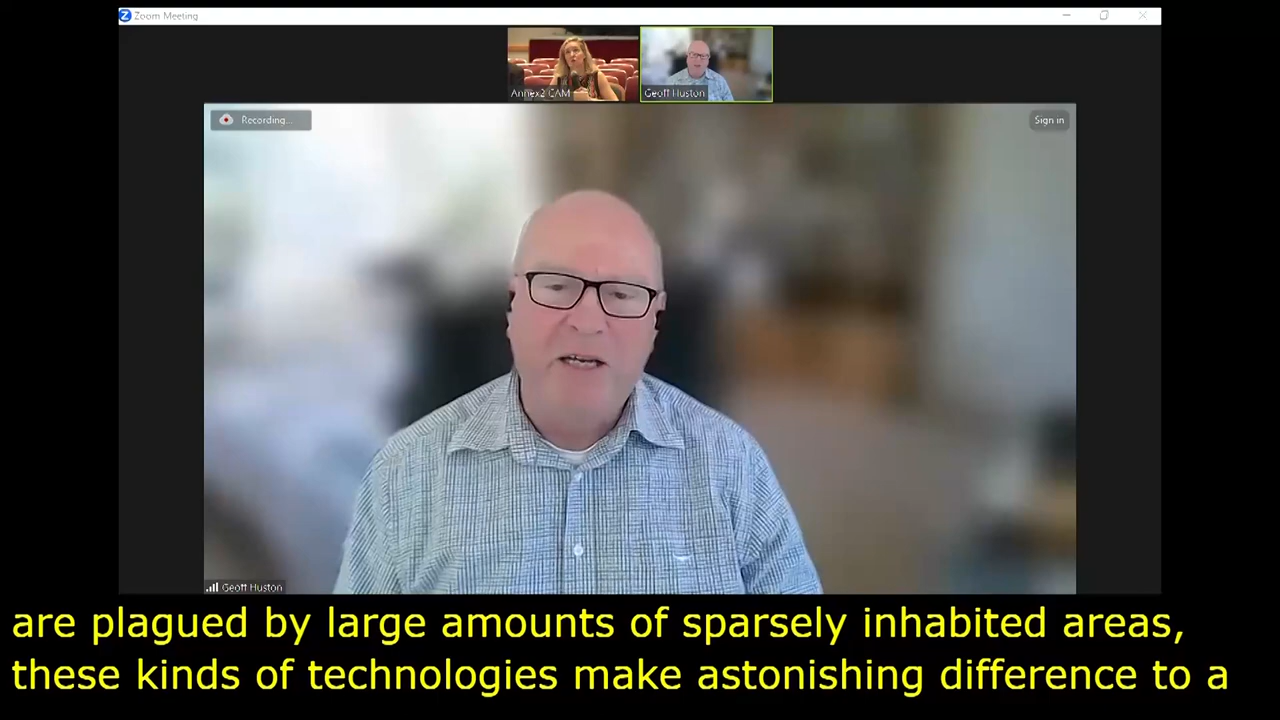 Zoom Meeting
Annex2 CAM
Geoff Huston
Recording...
Sign in
Geoff Huston
are plagued by large amounts of sparsely inhabited areas,
these kinds of technologies make astonishing difference to a